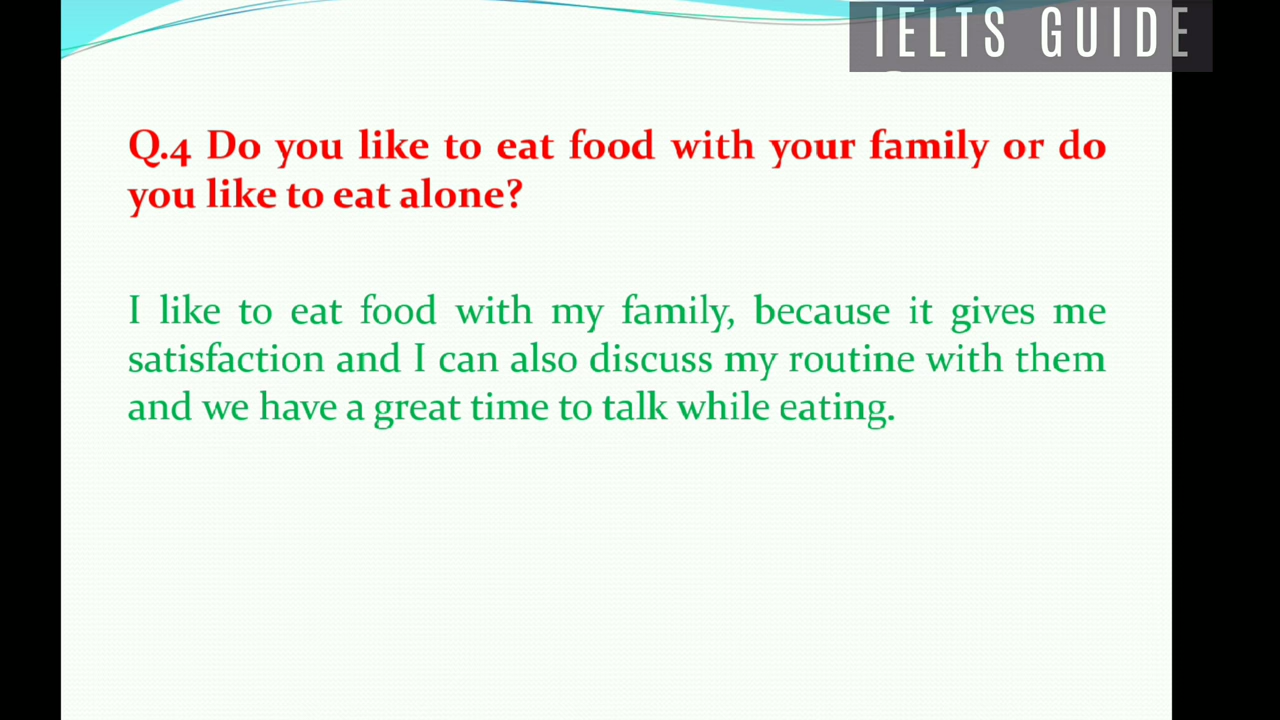 IELTS GUIDE
Q.4 Do you like to eat food with your family or do
you like to eat alone?
I like to eat food with my family, because it gives me
satisfaction and I can also discuss my routine with them
and we have a great time to talk while eating.